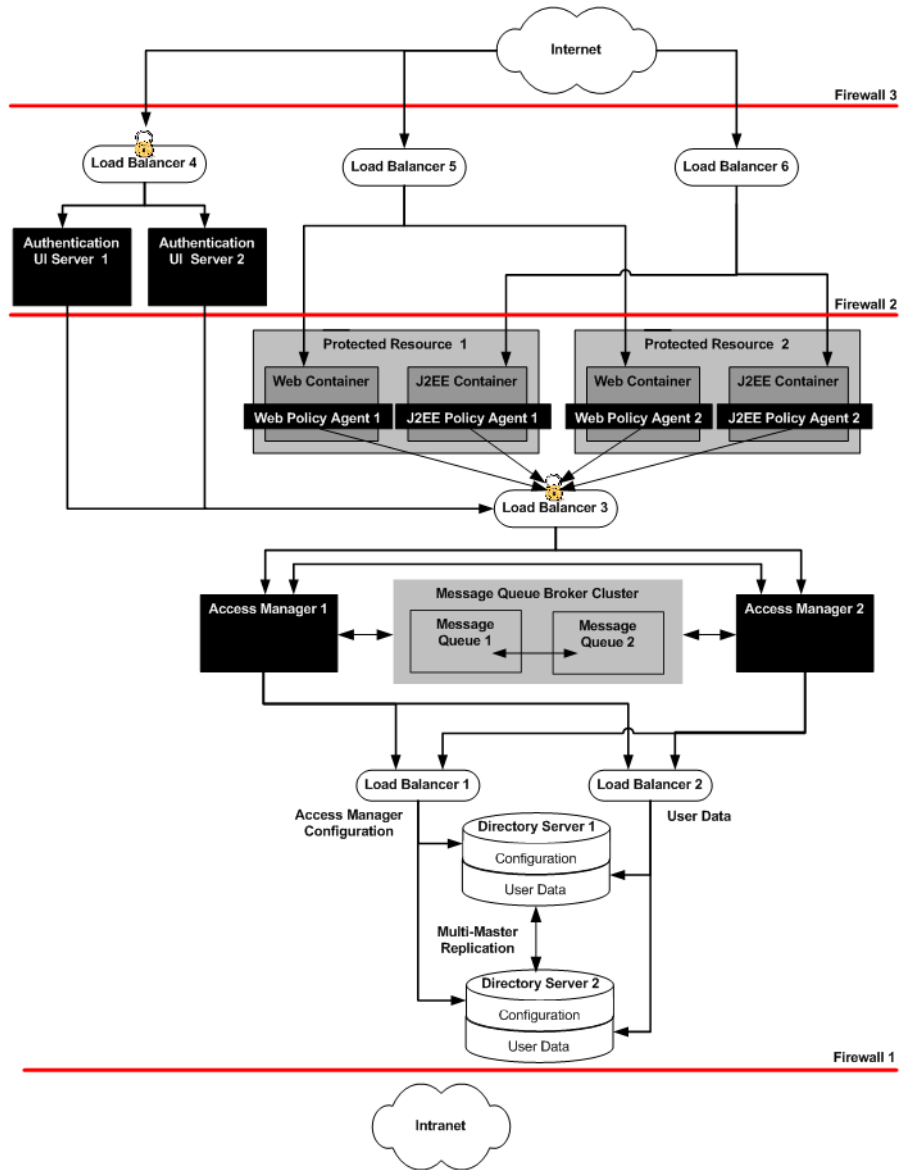 Internet
Firewall 3
Load Balancer 4
Load Balancer 5
Load Balancer 6
Authentication
UI Server 1
Authentication
UI Server 2
Firewall 2
Protected Resource 1
Protected Resource 2
Web Container
J2EE Container
Web Container
J2EE Container
Web Policy Agent 1
J2EE Policy Agent 1
Web Policy Agent 2
J2EE Policy Agent 2
Load Balancer 3
Access Manager 1
Message Queue Broker Cluster
Access Manager 2
Message
Queue 1
Message
Queue 2
Load Balancer 1
Load Balancer 2
Access Manager
Configuration
User Data
Directory Server 1
Configuration
User Data
Multi-Master
Replication
Directory Server 2
Configuration
User Data
Firewall 1
Intranet